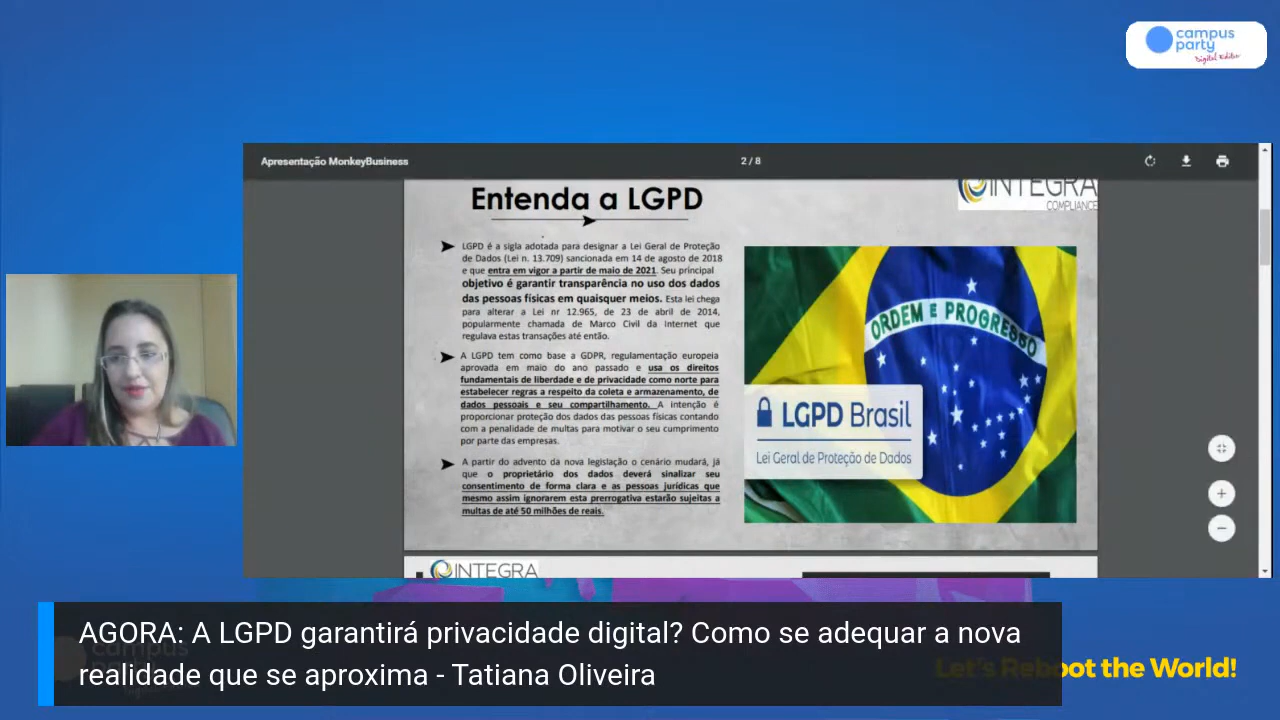 campus
party
Digital Edition
Apresentação MonkeyBusiness
2 / 8
Entenda a LGPD
INTEGRA
COMPLIANCE
LGPD é a sigla adotada para designar a Lei Geral de Proteção
de Dados (Lei n. 13.709) sancionada em 14 de agosto de 2018
e que entra em vigor a partir de maio de 2021. Seu principal
objetivo é garantir transparência no uso dos dados
das pessoas físicas em quaisquer meios. Esta lei chega
para alterar a Lei nr 12.965, de 23 de abril de 2014,
popularmente chamada de Marco Civil da Internet que
regulava estas transações até então.
A LGPD tem como base a GDPR, regulamentação europeia
aprovada em maio do ano passado e usa os direitos
fundamentais de liberdade e de privacidade como norte para
estabelecer regras a respeito da coleta e armazenamento, de
dados pessoais e seu compartilhamento. A intenção é
proporcionar proteção dos dados das pessoas físicas contando
com a penalidade de multas para motivar o seu cumprimento
por parte das empresas.
A partir do advento da nova legislação o cenário mudará, já
que o proprietário dos dados deverá sinalizar seu
consentimento de forma clara e as pessoas jurídicas que
mesmo assim ignorarem esta prerrogativa estarão sujeitas a
multas de até 50 milhões de reais.
ORDEM E PROGRESSO
LGPD Brasil
Lei Geral de Proteção de Dados
INTEGRA
AGORA: A LGPD garantirá privacidade digital? Como se adequar a nova
realidade que se aproxima - Tatiana Oliveira
campus
party
Let's Reboot the World!